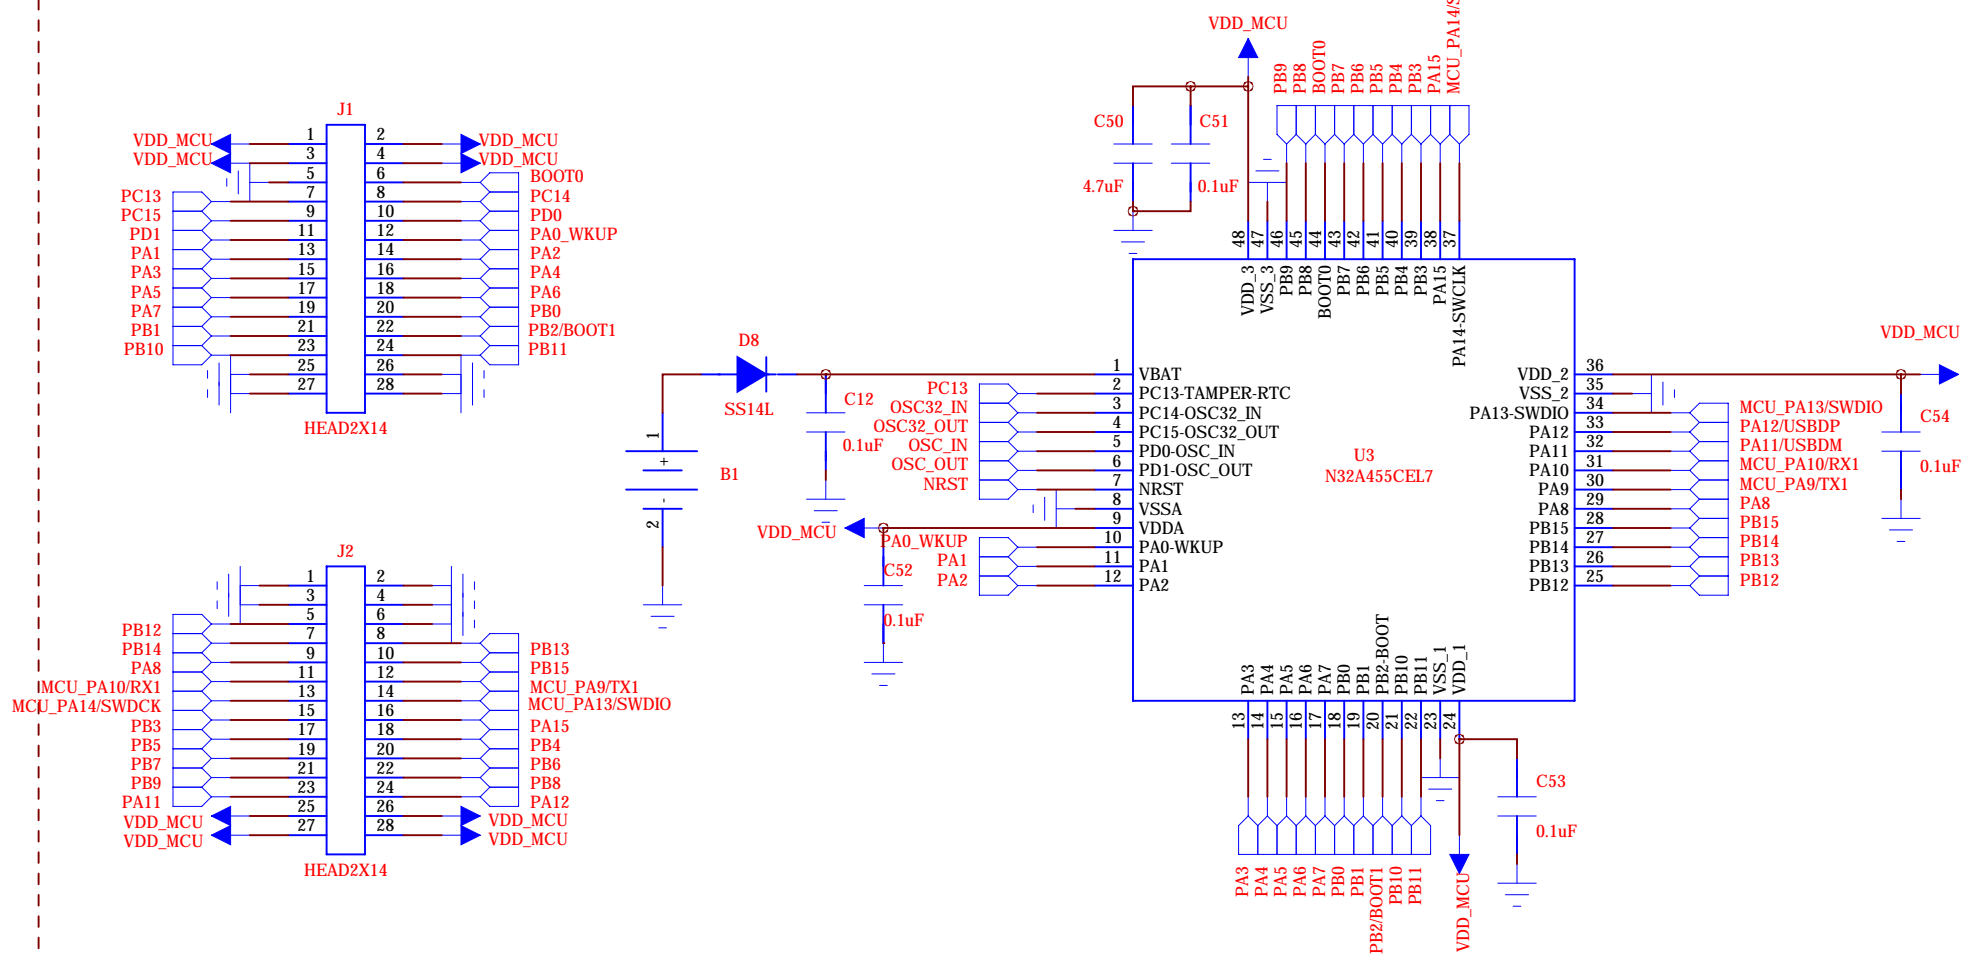 J1
VDD_MCU 1 2 VDD_MCU
VDD_MCU 3 4 VDD_MCU
5 6 BOOT0
PC13 7 8 PC14
PC15 9 10 PD0
PD1 11 12 PA0_WKUP
PA1 13 14 PA2
PA3 15 16 PA4
PA5 17 18 PA6
PA7 19 20 PB0
PB1 21 22 PB2/BOOT1
PB10 23 24 PB11
25 26
27 28
HEAD2X14
J2
1 2
3 4
5 6
PB12 7 8 PB13
PB14 9 10 PB15
PA8 11 12 MCU_PA9/TX1
MCU_PA10/RX1 13 14 MCU_PA13/SWDIO
MCU_PA14/SWDCK 15 16 PA15
PB3 17 18 PB4
PB5 19 20 PB6
PB7 21 22 PB8
PB9 23 24 PA12
PA11 25 26 VDD_MCU
VDD_MCU 27 28 VDD_MCU
VDD_MCU
HEAD2X14
D8
SS14L
1
+
-
2
B1
C12
0.1uF
VDD_MCU
C52
0.1uF
VDD_MCU
C50
4.7uF
C51
0.1uF
PB9
PB8
BOOT0
PB7
PB6
PB5
PB4
PB3
PA15
MCU_PA14/S
48 VDD_3
47 VSS_3
46 PB9
45 PB8
44 BOOT0
43 PB7
42 PB6
41 PB5
40 PB4
39 PB3
38 PA15
37 PA14-SWCLK
1 VBAT
PC13 2 PC13-TAMPER-RTC
OSC32_IN 3 PC14-OSC32_IN
OSC32_OUT 4 PC15-OSC32_OUT
OSC_IN 5 PD0-OSC_IN
OSC_OUT 6 PD1-OSC_OUT
NRST 7 NRST
8 VSSA
9 VDDA
PA0_WKUP 10 PA0-WKUP
PA1 11 PA1
PA2 12 PA2
U3
N32A455CEL7
VDD_2 36
VSS_2 35
PA13-SWDIO 34 MCU_PA13/SWDIO
PA12 33 PA12/USBDP
PA11 32 PA11/USBDM
PA10 31 MCU_PA10/RX1
PA9 30 MCU_PA9/TX1
PA8 29 PA8
PB15 28 PB15
PB14 27 PB14
PB13 26 PB13
PB12 25 PB12
VDD_MCU
C54
0.1uF
PA3 13 PA3
PA4 14 PA4
PA5 15 PA5
PA6 16 PA6
PA7 17 PA7
PB0 18 PB0
PB1 19 PB1
PB2-BOOT 20 PB2/BOOT1
PB10 21 PB10
PB11 22 PB11
VSS_1 23
VDD_1 24 VDD_MCU
C53
0.1uF